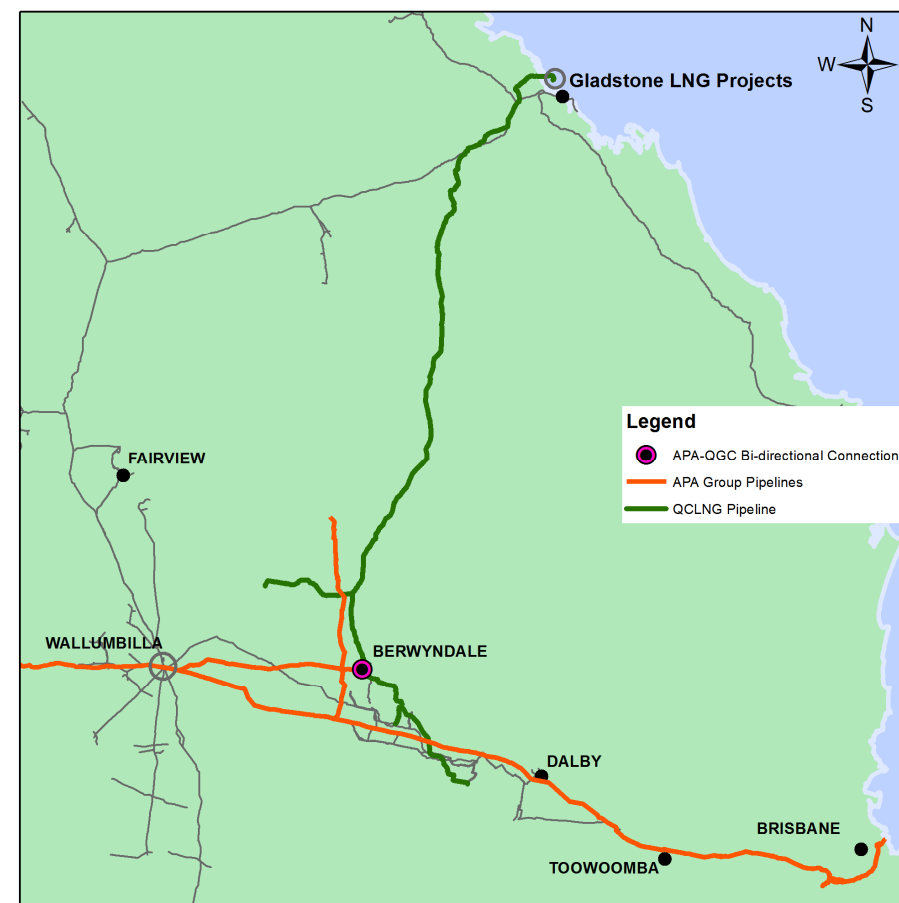 N
W
S
Gladstone LNG Projects
Legend
APA-QGC Bi-directional Connection
APA Group Pipelines
QCLNG Pipeline
FAIRVIEW
WALLUMBILLA
BERWYNDALE
DALBY
BRISBANE
TOOWOOMBA